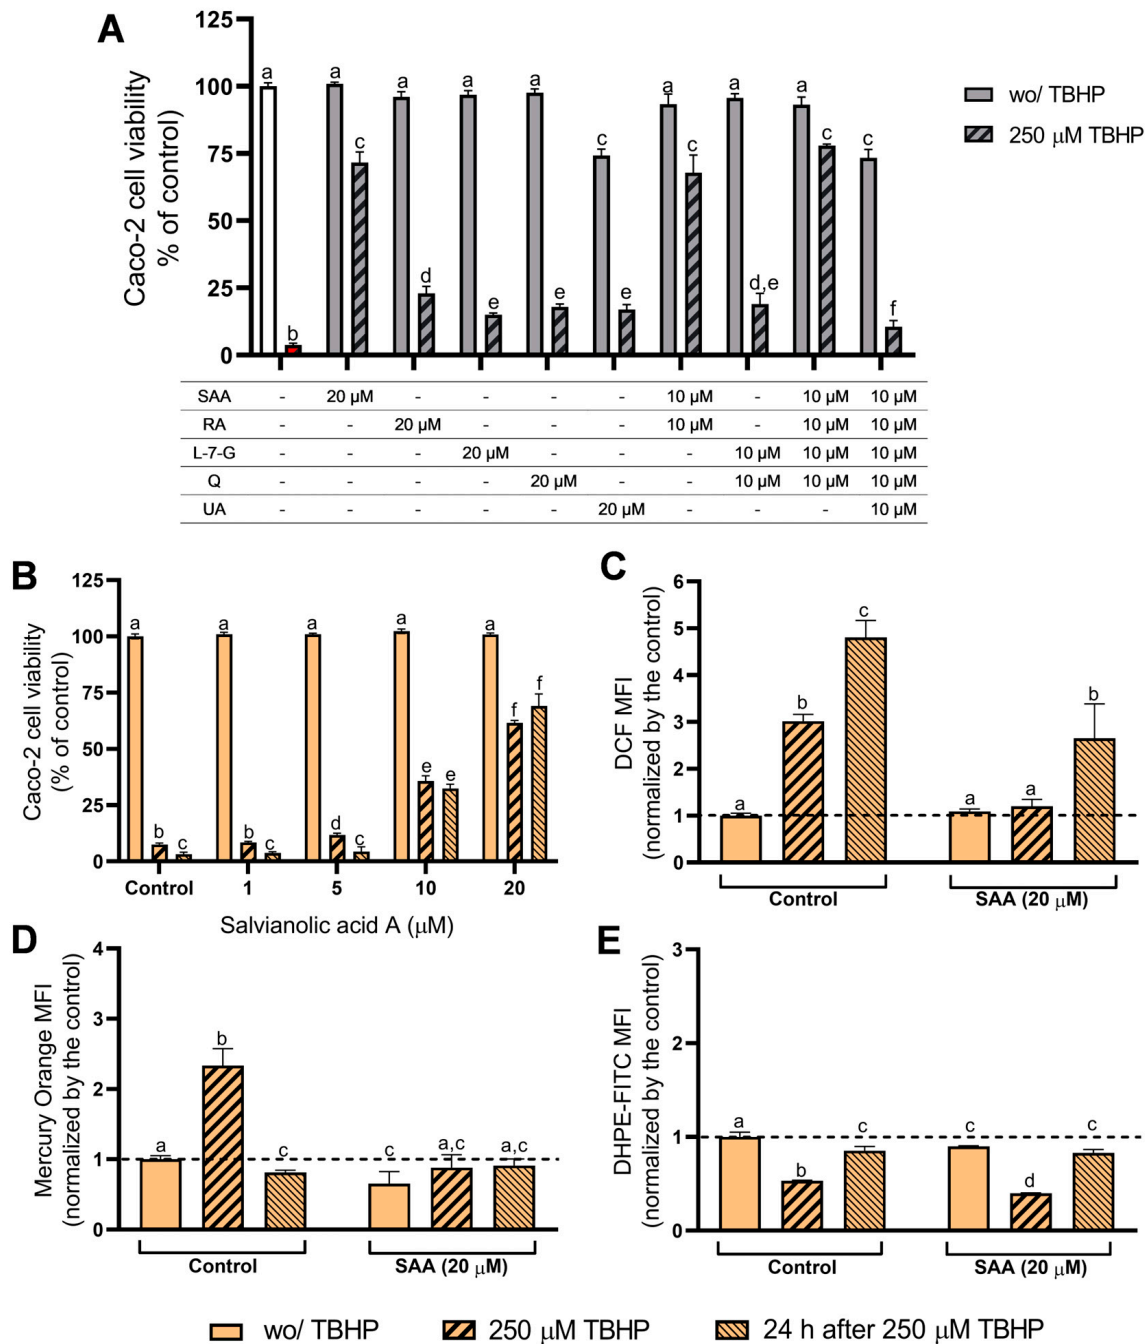 A
Caco-2 cell viability
% of control
125
100
75
50
25
0
a
b
a
c
a
d
a
e
a
e
c
e
a
c
a
d,e
a
c
c
f
wo/ TBHP
250 μM TBHP
SAA - 20 μM - - - - 10 μM - 10 μM 10 μM
RA - - 20 μM - - - 10 μM - 10 μM 10 μM
L-7-G - - - 20 μM - - - 10 μM 10 μM 10 μM
Q - - - - 20 μM - - 10 μM 10 μM 10 μM
UA - - - - - 20 μM - - - 10 μM
B
Caco-2 cell viability
(% of control)
125
100
75
50
25
0
a
b
c
a
b
c
a
d
c
a
e
e
a
f
f
Control 1 5 10 20
Salvianolic acid A (μM)
C
DCF MFI
(normalized by the control)
6
5
4
3
2
1
0
a
b
c
a
a
b
Control
SAA (20 μM)
D
Mercury Orange MFI
(normalized by the control)
4
3
2
1
0
a
b
c
c
a,c
a,c
Control
SAA (20 μM)
E
DHPE-FITC MFI
(normalized by the control)
3
2
1
0
a
b
c
c
d
c
Control
SAA (20 μM)
wo/ TBHP
250 μM TBHP
24 h after 250 μM TBHP